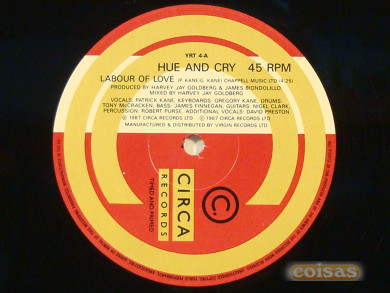 YRT 4-A
HUE AND CRY 45 RPM
LABOUR OF LOVE (P. KANE/G. KANE) CHAPPELL MUSIC (TD 14·25)
PRODUCED BY HARVEY JAY GOLDBERG & JAMES BIONDOLILLO
MIXED BY HARVEY JAY GOLDBERG
VOCALS: PATRICK KANE, KEYBOARDS: GREGORY KANE, DRUMS:
TONY McCRACKEN, BASS: JAMES FINNEGAN, GUITARS: NIGEL CLARK,
PERCUSSION: ROBERT PURSE, ADDITIONAL VOCALS: DAVID PRESTON
℗ 1987 CIRCA RECORDS LTD © 1987 CIRCA RECORDS LTD
MANUFACTURED & DISTRIBUTED BY VIRGIN RECORDS LTD
C.
CIRCA
RECORDS
TIMED AND PRIMED
coisas